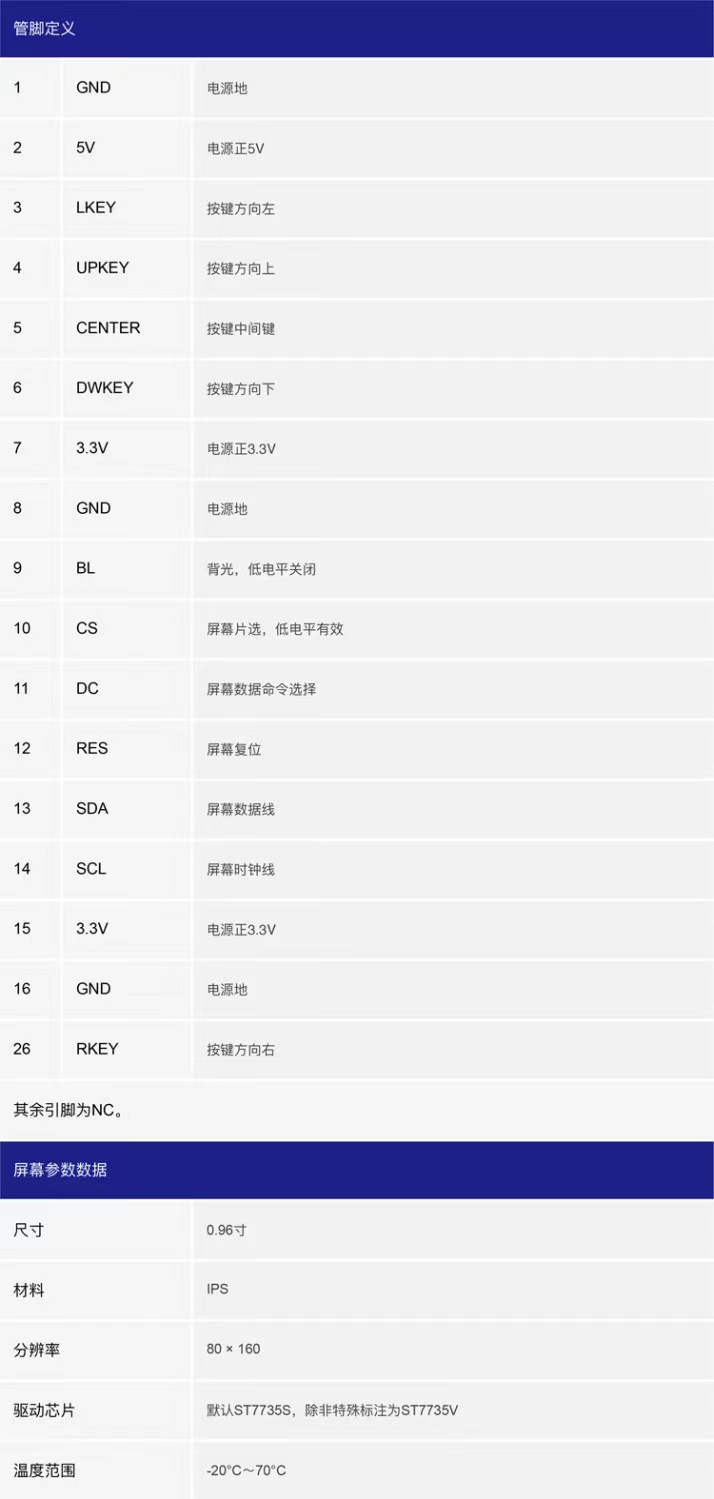 管脚定义
1 GND 电源地
2 5V 电源正5V
3 LKEY 按键方向左
4 UPKEY 按键方向上
5 CENTER 按键中间键
6 DWKEY 按键方向下
7 3.3V 电源正3.3V
8 GND 电源地
9 BL 背光，低电平关闭
10 CS 屏幕片选，低电平有效
11 DC 屏幕数据命令选择
12 RES 屏幕复位
13 SDA 屏幕数据线
14 SCL 屏幕时钟线
15 3.3V 电源正3.3V
16 GND 电源地
26 RKEY 按键方向右
其余引脚为NC。
屏幕参数数据
尺寸 0.96寸
材料 IPS
分辨率 80 × 160
驱动芯片 默认ST7735S，除非特殊标注为ST7735V
温度范围 -20°C～70°C